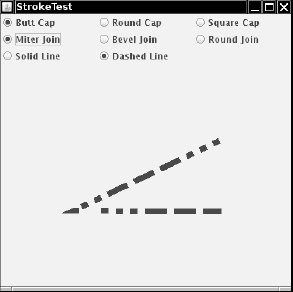 StrokeTest
Butt Cap Round Cap Square Cap
Miter Join Bevel Join Round Join
Solid Line Dashed Line